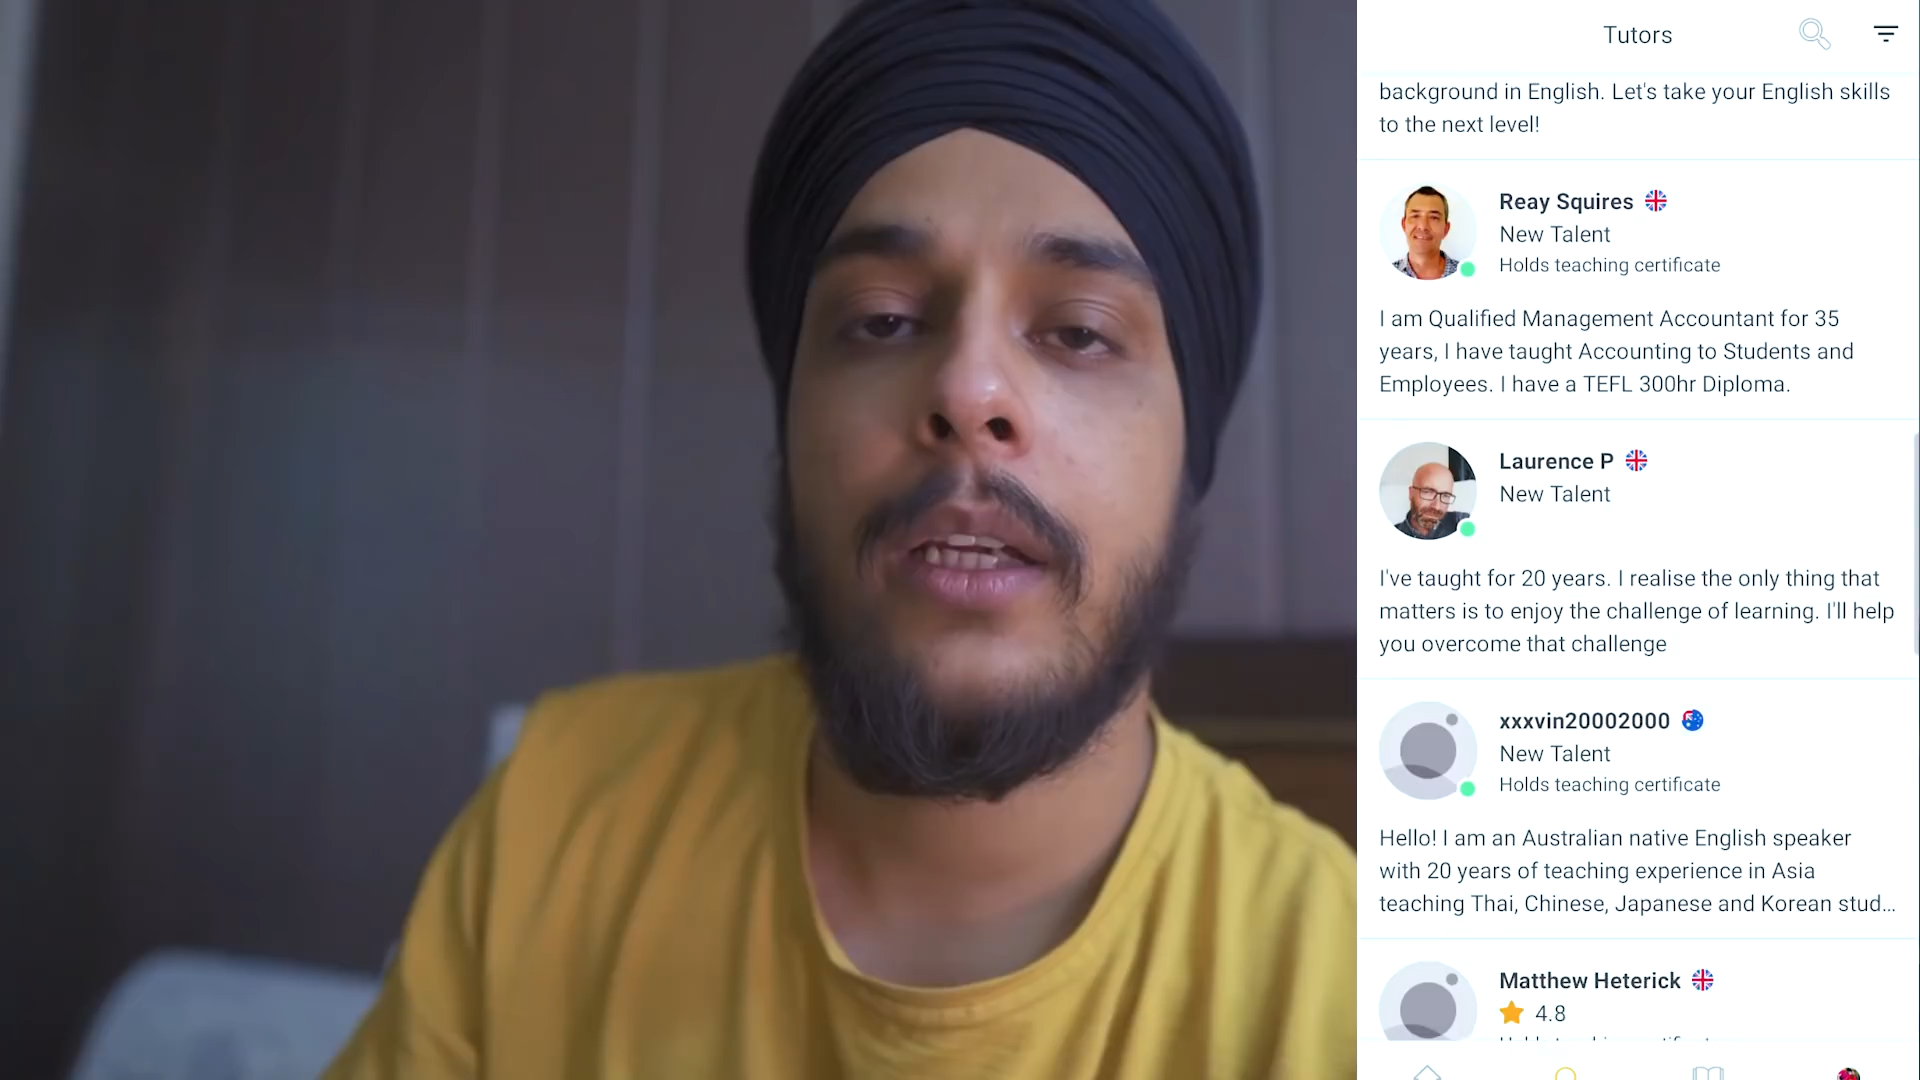 Tutors
background in English. Let's take your English skills
to the next level!
Reay Squires
New Talent
Holds teaching certificate
I am Qualified Management Accountant for 35
years, I have taught Accounting to Students and
Employees. I have a TEFL 300hr Diploma.
Laurence P
New Talent
I've taught for 20 years. I realise the only thing that
matters is to enjoy the challenge of learning. I'll help
you overcome that challenge
xxxvin20002000
New Talent
Holds teaching certificate
Hello! I am an Australian native English speaker
with 20 years of teaching experience in Asia
teaching Thai, Chinese, Japanese and Korean stud...
Matthew Heterick
4.8